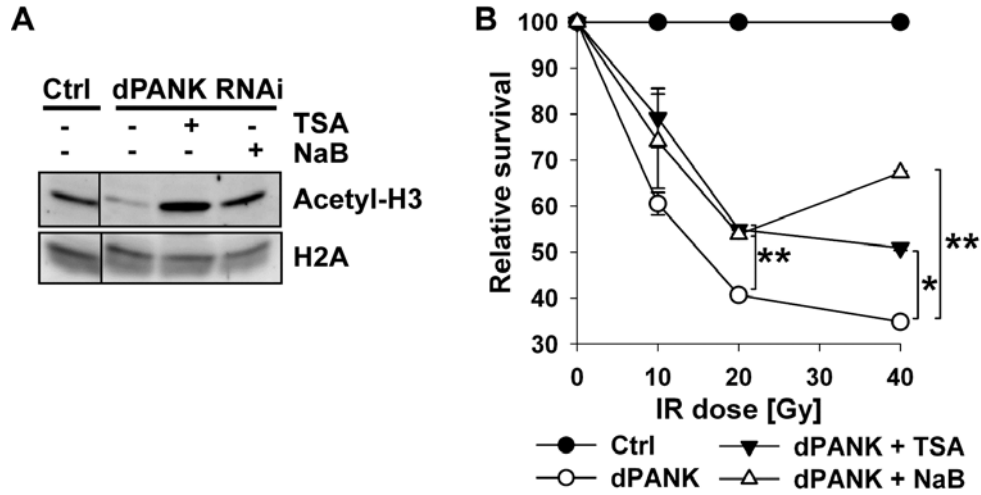 A
Ctrl dPANK RNAi
- - + - TSA
- - - + NaB
Acetyl-H3
H2A
B
Relative survival
100
90
80
70
60
50
40
30
** * **
0 10 20 30 40
IR dose [Gy]
Ctrl dPANK + TSA
dPANK dPANK + NaB